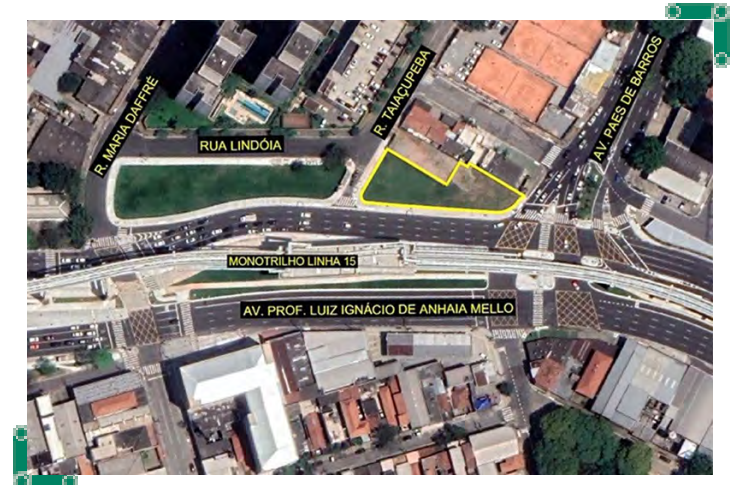 R. MARIA DAFFRÉ
RUA LINDÓIA
R. TAIAÇUPEBA
AV. PAES DE BARROS
MONOTRILHO LINHA 15
AV. PROF. LUIZ IGNÁCIO DE ANHAIA MELLO